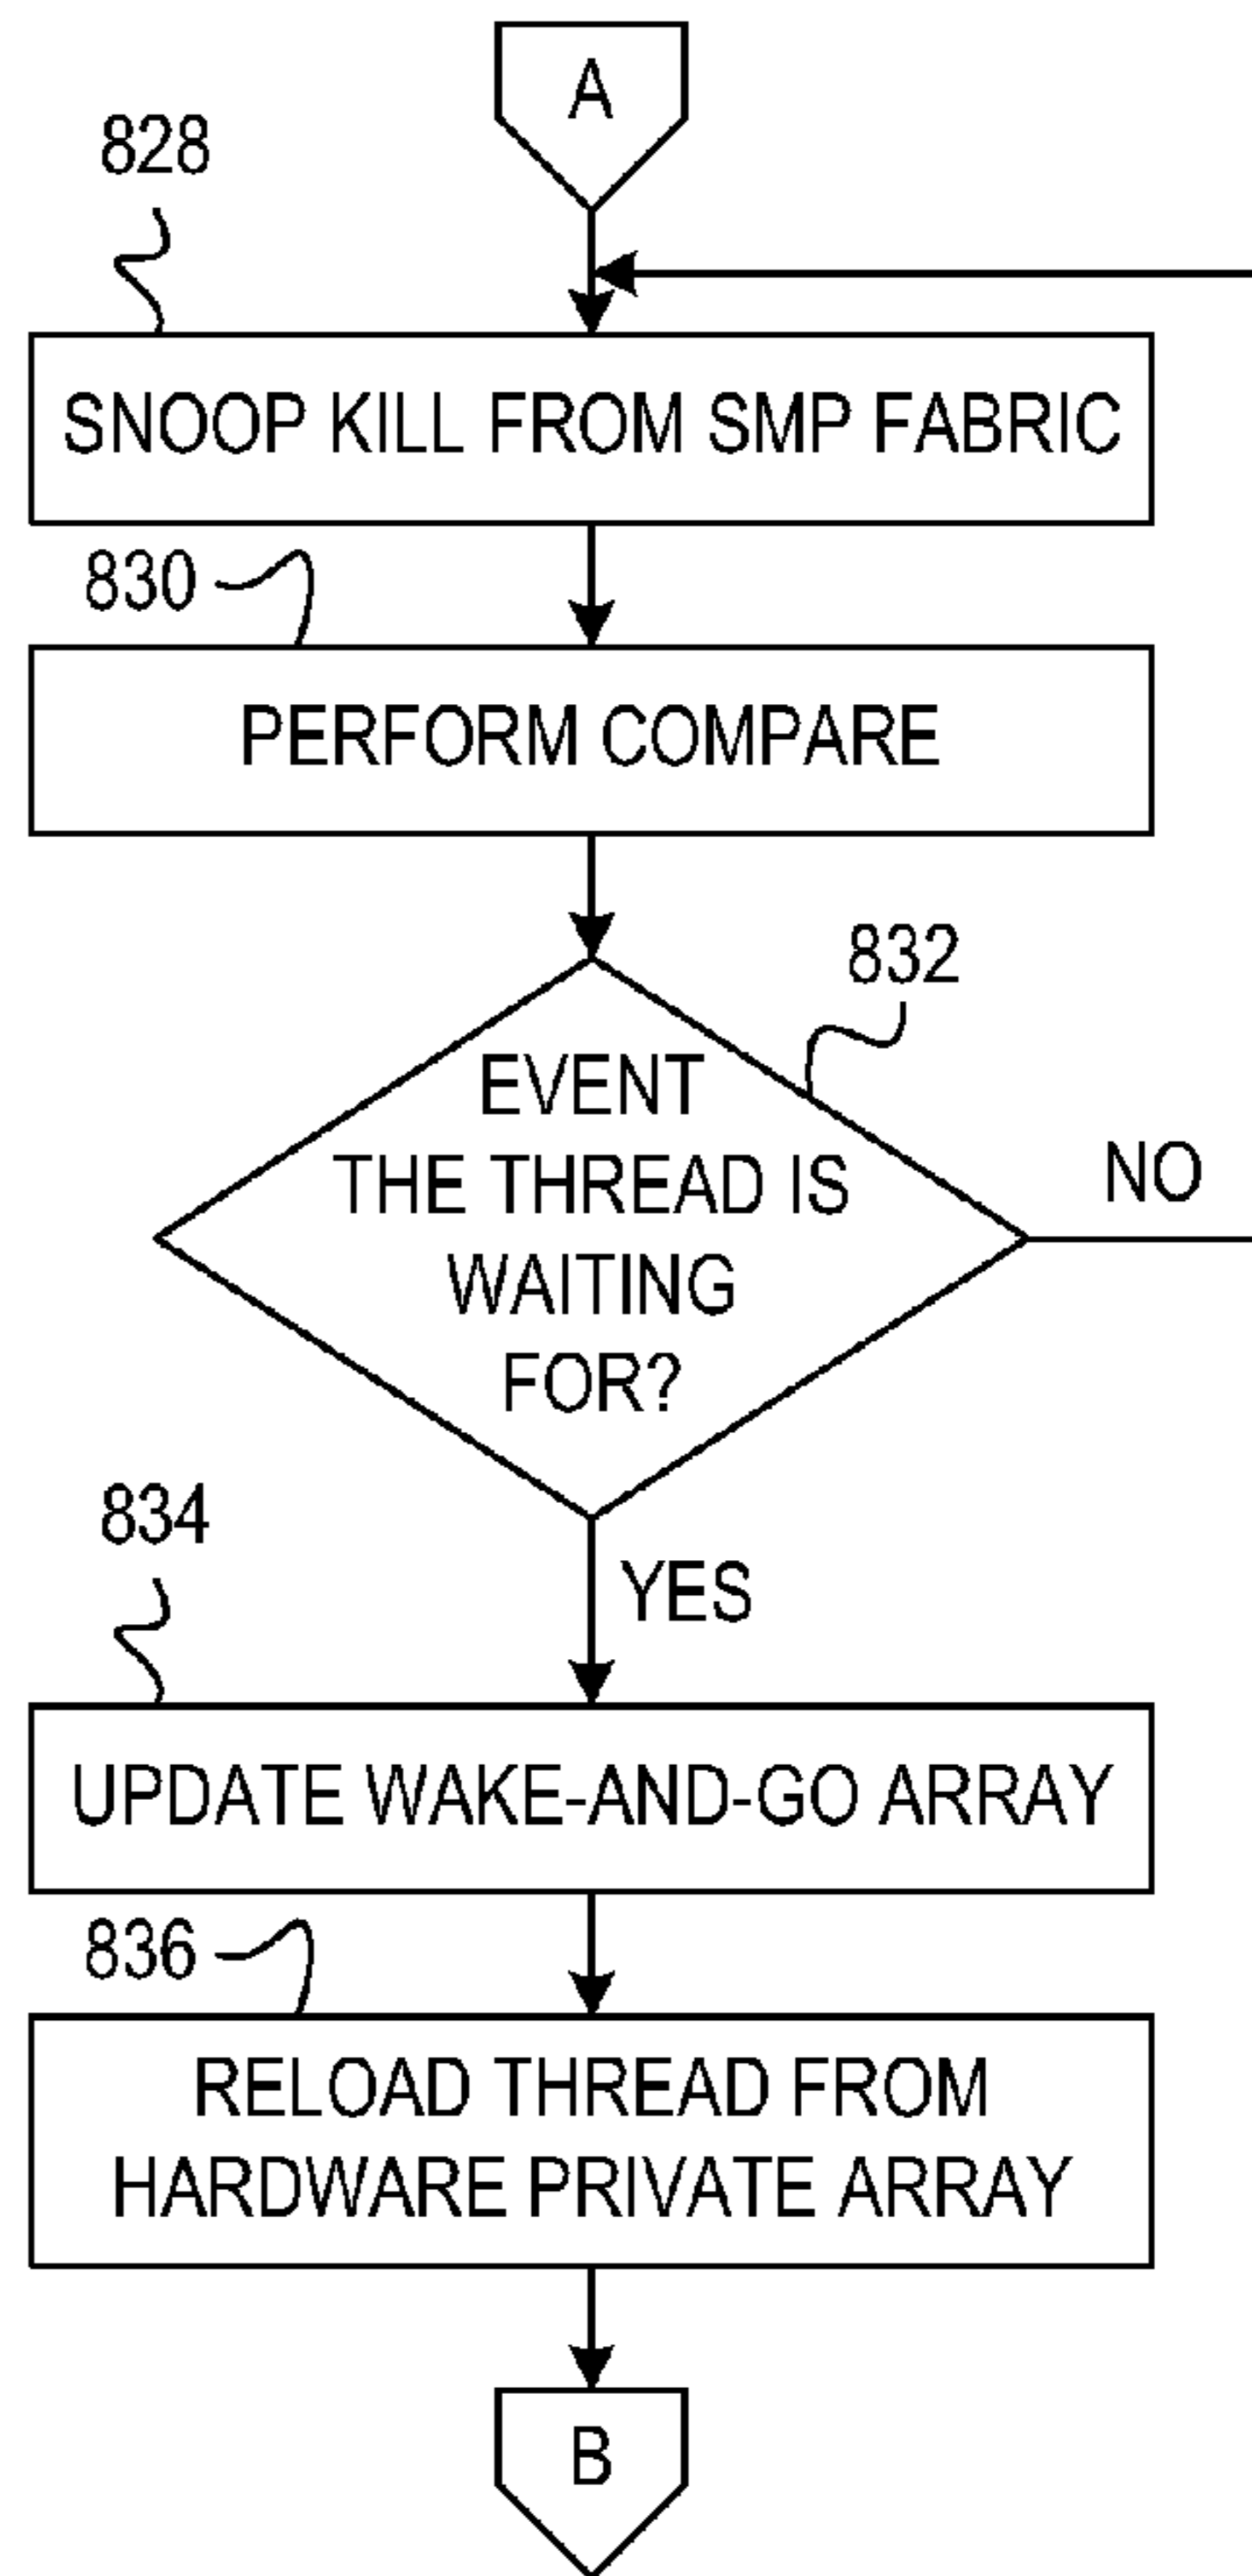 A
828
SNOOP KILL FROM SMP FABRIC
830
PERFORM COMPARE
832
EVENT
THE THREAD IS
WAITING
FOR?
NO
YES
834
UPDATE WAKE-AND-GO ARRAY
836
RELOAD THREAD FROM
HARDWARE PRIVATE ARRAY
B